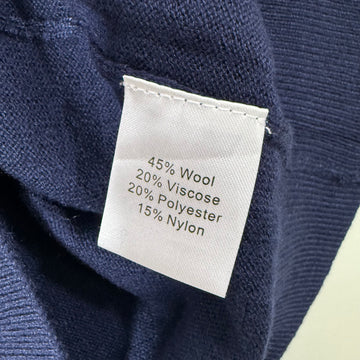 45% Wool
20% Viscose
20% Polyester
15% Nylon